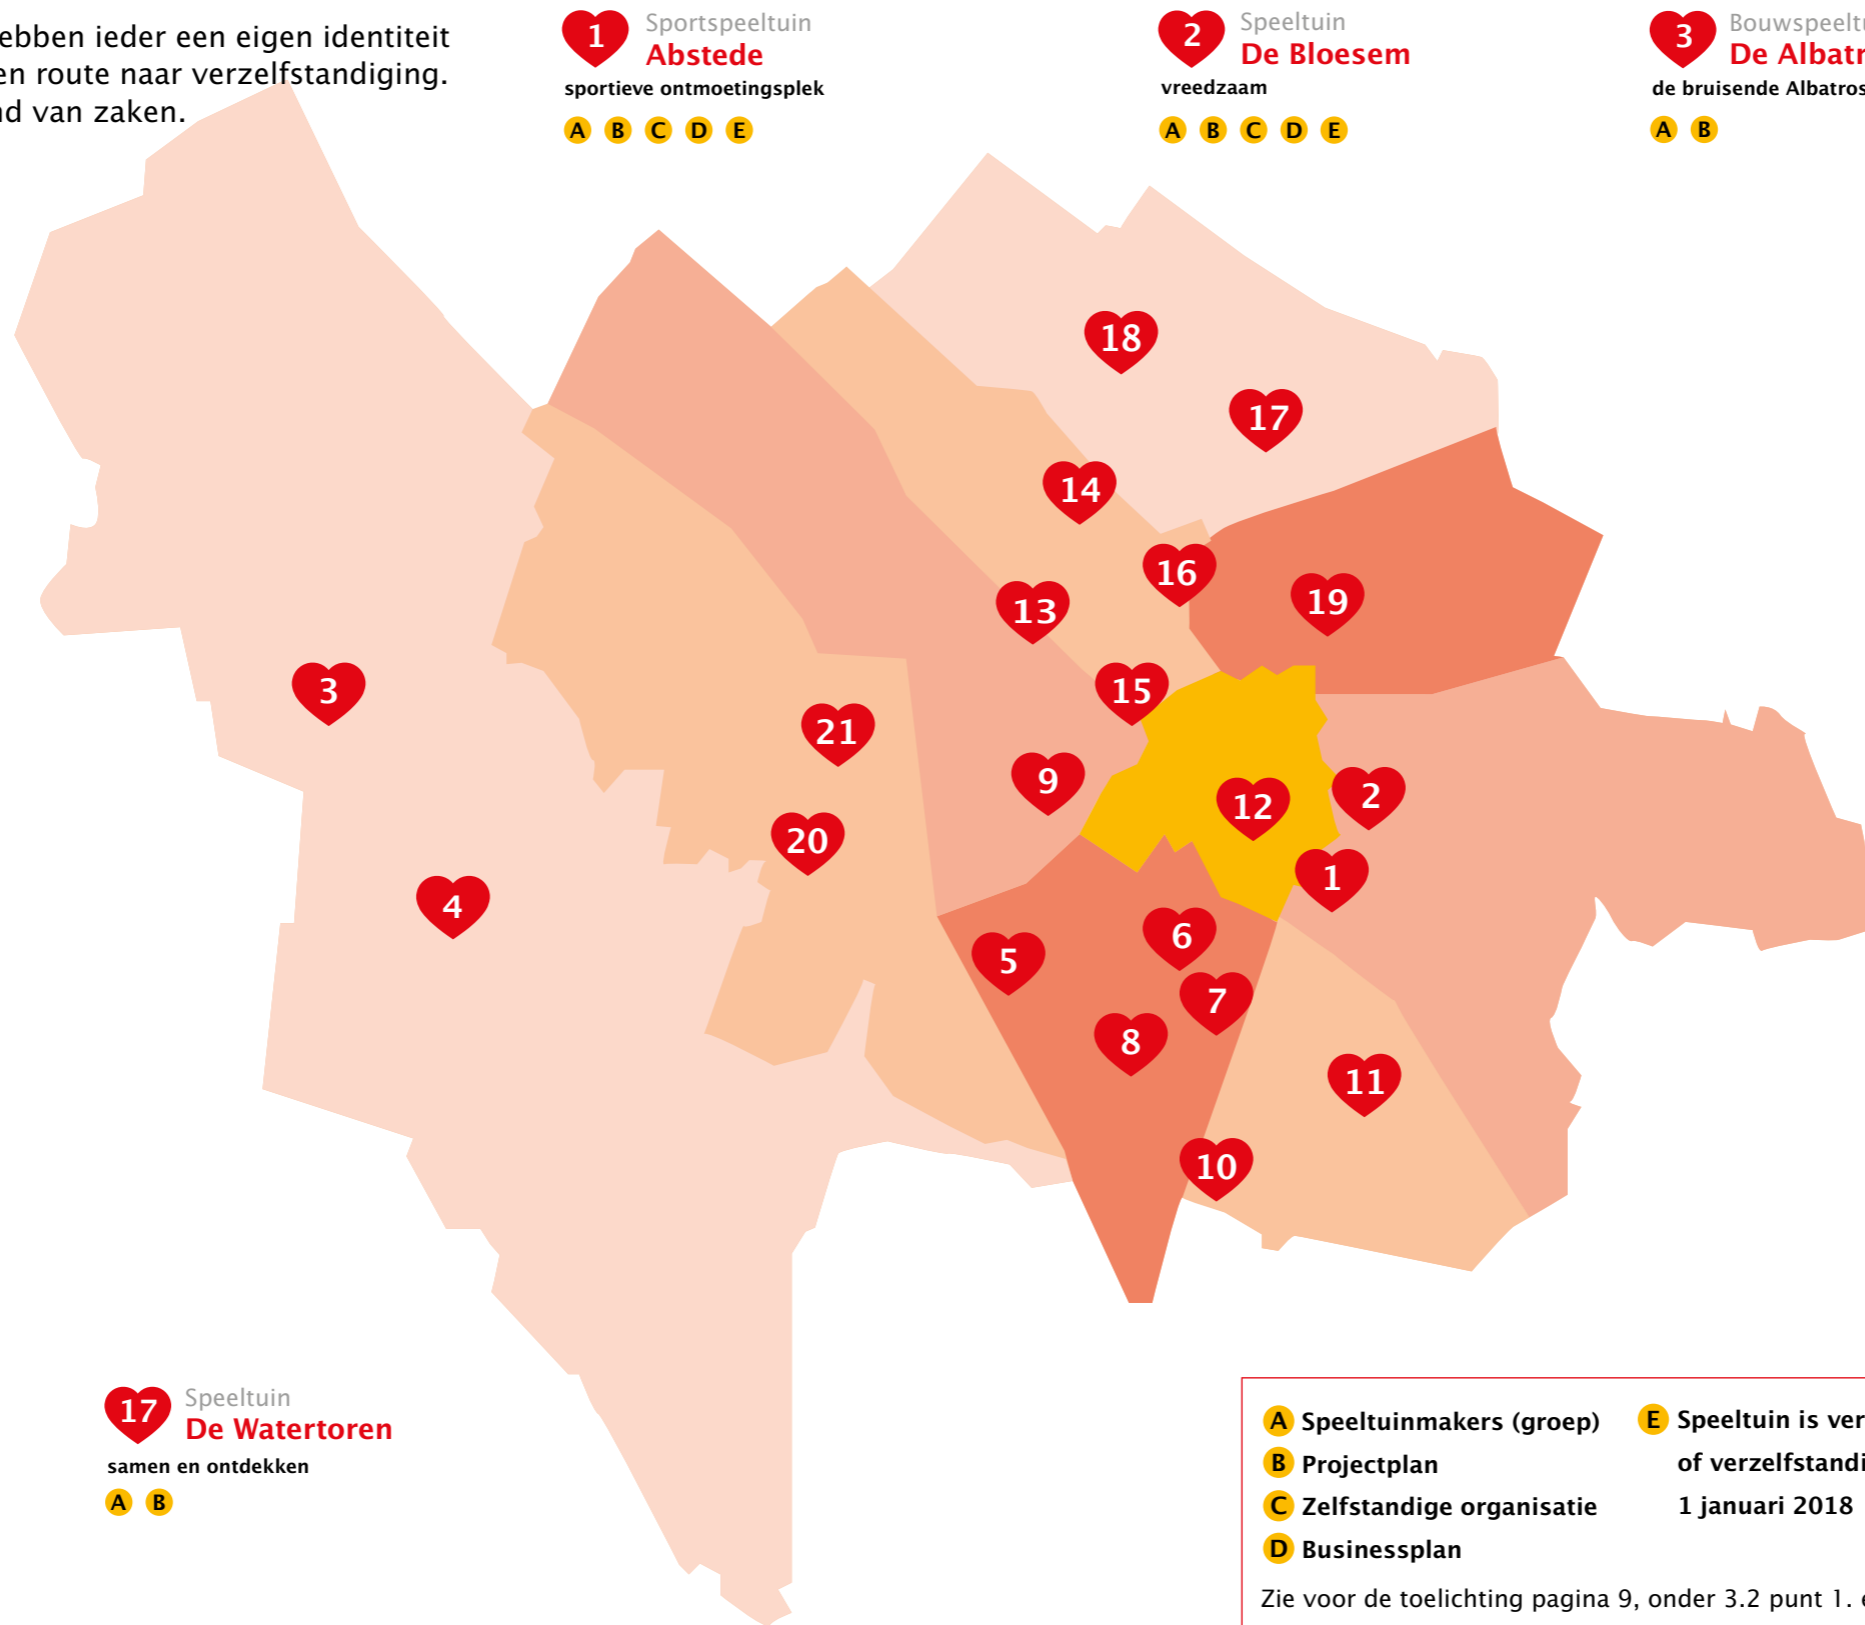 ebben ieder een eigen identiteit
en route naar verzelfstandiging.
nd van zaken.
1 Sportspeeltuin
Abstede
sportieve ontmoetingsplek
A B C D E
2 Speeltuin
De Bloesem
vreedzaam
A B C D E
3 Bouwspeeltu
De Albatr
de bruisende Albatros
A B
18
17
14
16
13
19
3
15
21
9
12
2
20
1
4
6
5
7
8
11
10
17 Speeltuin
De Watertoren
samen en ontdekken
A B
A Speeltuinmakers (groep)
B Projectplan
C Zelfstandige organisatie
D Businessplan
E Speeltuin is ver
of verzelfstandi
1 januari 2018
Zie voor de toelichting pagina 9, onder 3.2 punt 1. e